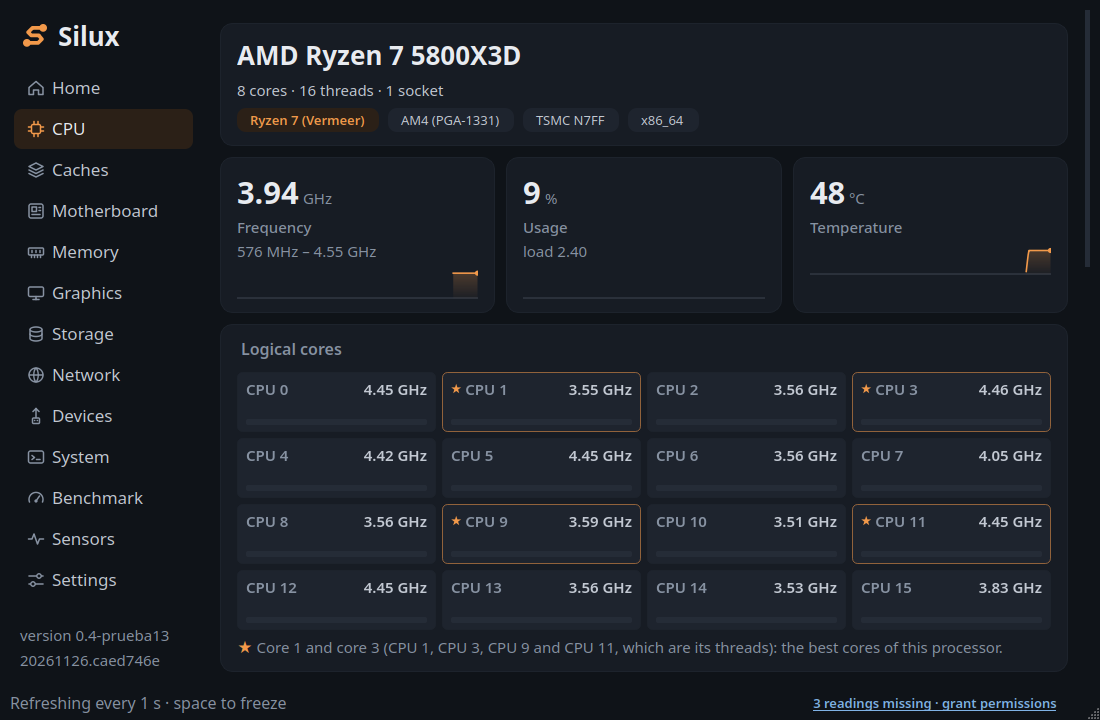 Silux
Home
CPU
Caches
Motherboard
Memory
Graphics
Storage
Network
Devices
System
Benchmark
Sensors
Settings
version 0.4-prueba13
20261126.caed746e
AMD Ryzen 7 5800X3D
8 cores · 16 threads · 1 socket
Ryzen 7 (Vermeer) AM4 (PGA-1331) TSMC N7FF x86_64
3.94 GHz
Frequency
576 MHz – 4.55 GHz
9 %
Usage
load 2.40
48 °C
Temperature
Logical cores
CPU 0 4.45 GHz ★ CPU 1 3.55 GHz CPU 2 3.56 GHz ★ CPU 3 4.46 GHz
CPU 4 4.42 GHz CPU 5 4.45 GHz CPU 6 3.56 GHz CPU 7 4.05 GHz
CPU 8 3.56 GHz ★ CPU 9 3.59 GHz CPU 10 3.51 GHz ★ CPU 11 4.45 GHz
CPU 12 4.45 GHz CPU 13 3.56 GHz CPU 14 3.53 GHz CPU 15 3.83 GHz
★ Core 1 and core 3 (CPU 1, CPU 3, CPU 9 and CPU 11, which are its threads): the best cores of this processor.
Refreshing every 1 s · space to freeze
3 readings missing · grant permissions